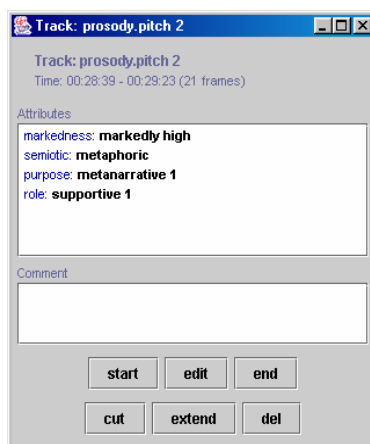 Track: prosody.pitch 2
Track: prosody.pitch 2
Time: 00:28:39 - 00:29:23 (21 frames)
Attributes
markedness: markedly high
semiotic: metaphoric
purpose: metanarrative 1
role: supportive 1
Comment
start edit end
cut extend del